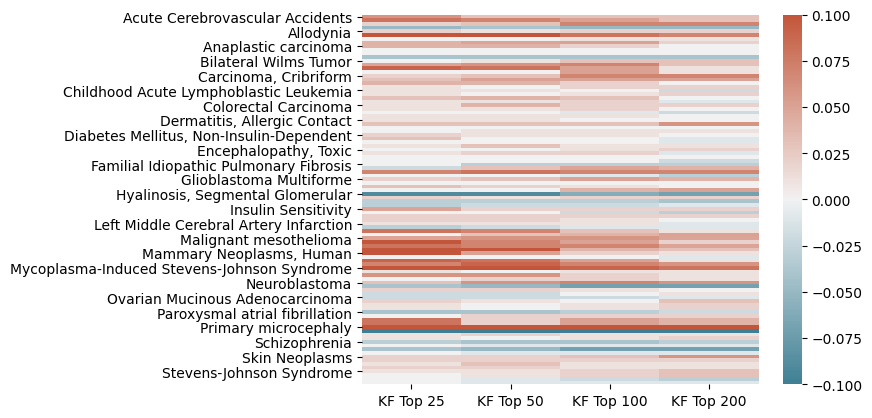 Acute Cerebrovascular Accidents
Allodynia
Anaplastic carcinoma
Bilateral Wilms Tumor
Carcinoma, Cribriform
Childhood Acute Lymphoblastic Leukemia
Colorectal Carcinoma
Dermatitis, Allergic Contact
Diabetes Mellitus, Non-Insulin-Dependent
Encephalopathy, Toxic
Familial Idiopathic Pulmonary Fibrosis
Glioblastoma Multiforme
Hyalinosis, Segmental Glomerular
Insulin Sensitivity
Left Middle Cerebral Artery Infarction
Malignant mesothelioma
Mammary Neoplasms, Human
Mycoplasma-Induced Stevens-Johnson Syndrome
Neuroblastoma
Ovarian Mucinous Adenocarcinoma
Paroxysmal atrial fibrillation
Primary microcephaly
Schizophrenia
Skin Neoplasms
Stevens-Johnson Syndrome
KF Top 25 KF Top 50 KF Top 100 KF Top 200
0.100
0.075
0.050
0.025
0.000
−0.025
−0.050
−0.075
−0.100